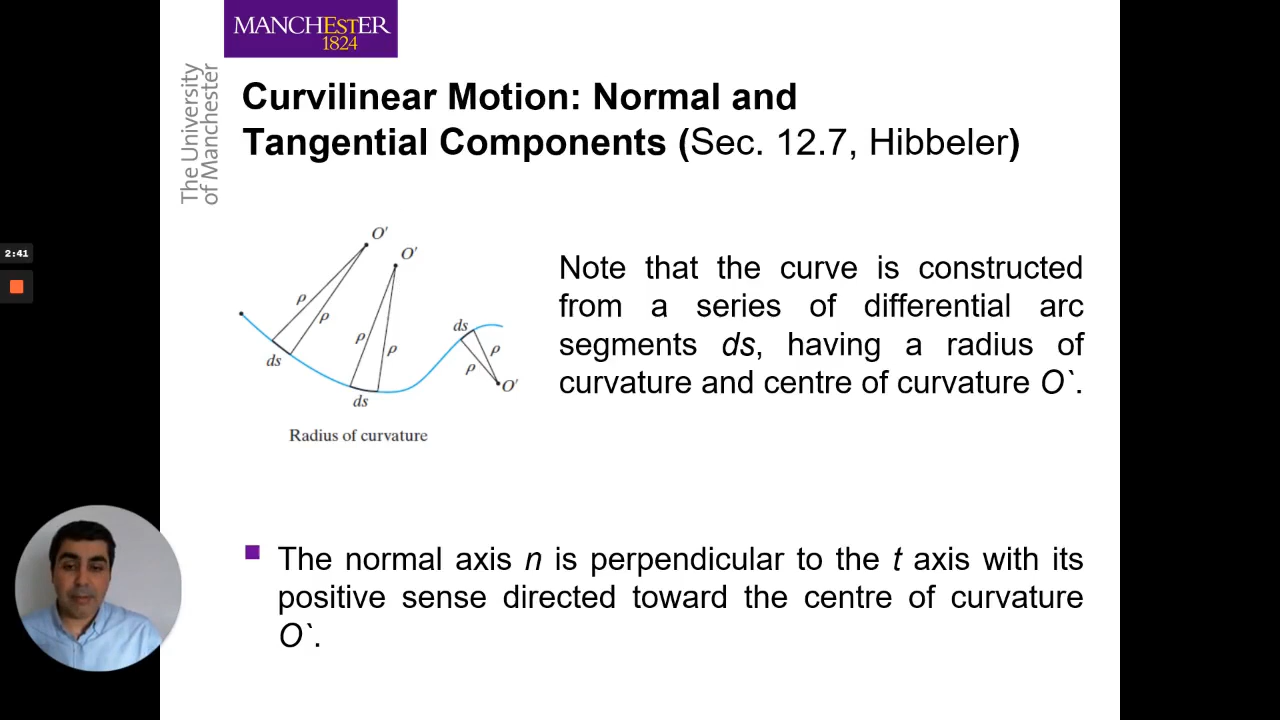 MANCHESTER
1824
The University
of Manchester
Curvilinear Motion: Normal and
Tangential Components (Sec. 12.7, Hibbeler)
2:41
O'
O'
ρ
ρ
ρ
ρ
ds
ds
ds
ρ
ρ
O'
Radius of curvature
Note that the curve is constructed
from a series of differential arc
segments ds, having a radius of
curvature and centre of curvature O`.
The normal axis n is perpendicular to the t axis with its
positive sense directed toward the centre of curvature
O`.